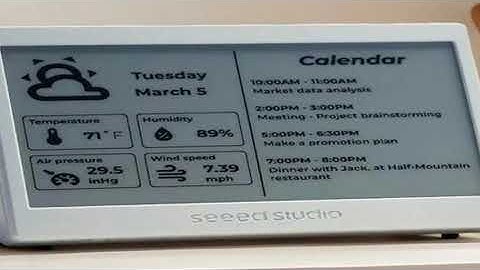 Tuesday
March 5
Temperature
71°F
Humidity
89%
Air pressure
29.5
inHg
Wind speed
7.39
mph
Calendar
10:00AM - 11:00AM
Market data analysis
2:00PM - 3:00PM
Meeting - Project brainstorming
5:00PM - 6:30PM
Make a promotion plan
7:00PM - 8:00PM
Dinner with Jack. at Half-Mountain
restaurant
seeed studio